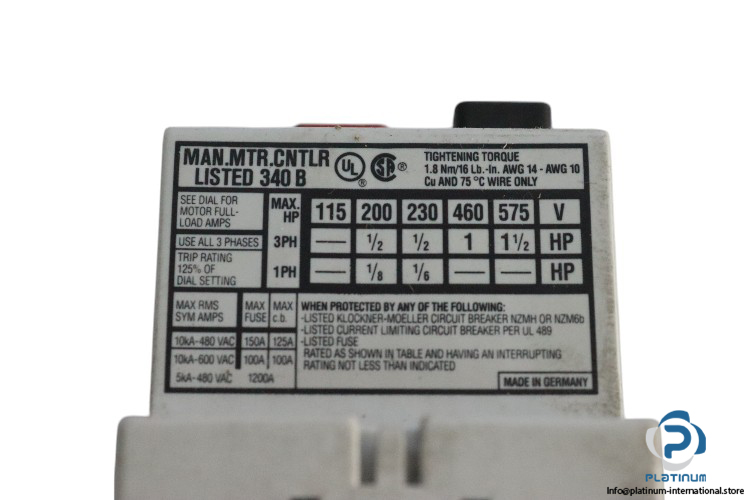 MAN.MTR.CNTLR
LISTED 340 B
UL
®
SA
®
TIGHTENING TORQUE
1.8 Nm/16 Lb.-In. AWG 14 - AWG 10
Cu AND 75 °C WIRE ONLY
SEE DIAL FOR
MOTOR FULL-
LOAD AMPS
MAX.
HP
115 200 230 460 575 V
USE ALL 3 PHASES
3PH — 1/2 1/2 1 1 1/2 HP
TRIP RATING
125% OF
DIAL SETTING
1PH — 1/8 1/6 — — HP
MAX RMS
SYM AMPS
MAX
FUSE
MAX
c.b.
10kA-480 VAC 150A 125A
10kA-600 VAC 100A 100A
5kA-480 VAC 1200A
WHEN PROTECTED BY ANY OF THE FOLLOWING:
-LISTED KLOCKNER-MOELLER CIRCUIT BREAKER NZMH OR NZM6b
-LISTED CURRENT LIMITING CIRCUIT BREAKER PER UL 489
-LISTED FUSE
RATED AS SHOWN IN TABLE AND HAVING AN INTERRUPTING
RATING NOT LESS THAN INDICATED
MADE IN GERMANY
PLATINUM
Info@platinum-international.store